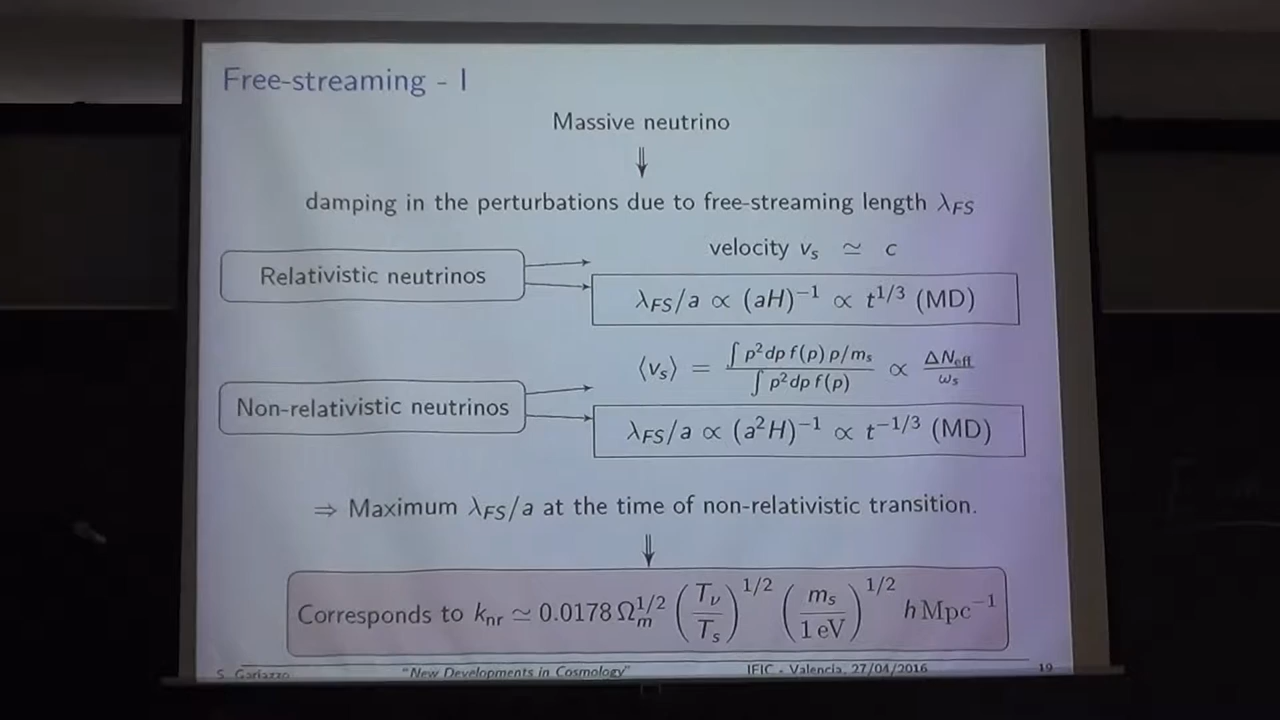 Free-streaming - I
Massive neutrino
⇓
damping in the perturbations due to free-streaming length λ_FS
velocity v_s ≃ c
Relativistic neutrinos
λ_FS/a ∝ (aH)^−1 ∝ t^1/3 (MD)
⟨v_s⟩ = ∫ p²dp f(p) p/m_s / ∫ p²dp f(p) ∝ ΔN_eff / ω_s
Non-relativistic neutrinos
λ_FS/a ∝ (a²H)^−1 ∝ t^−1/3 (MD)
⇒ Maximum λ_FS/a at the time of non-relativistic transition.
⇓
Corresponds to k_nr ≃ 0.0178 Ω_m^1/2 (T_ν/T_s)^1/2 (m_s/1 eV)^1/2 h Mpc^−1
S. Gariazzo "New Developments in Cosmology" IFIC - Valencia, 27/04/2016 19